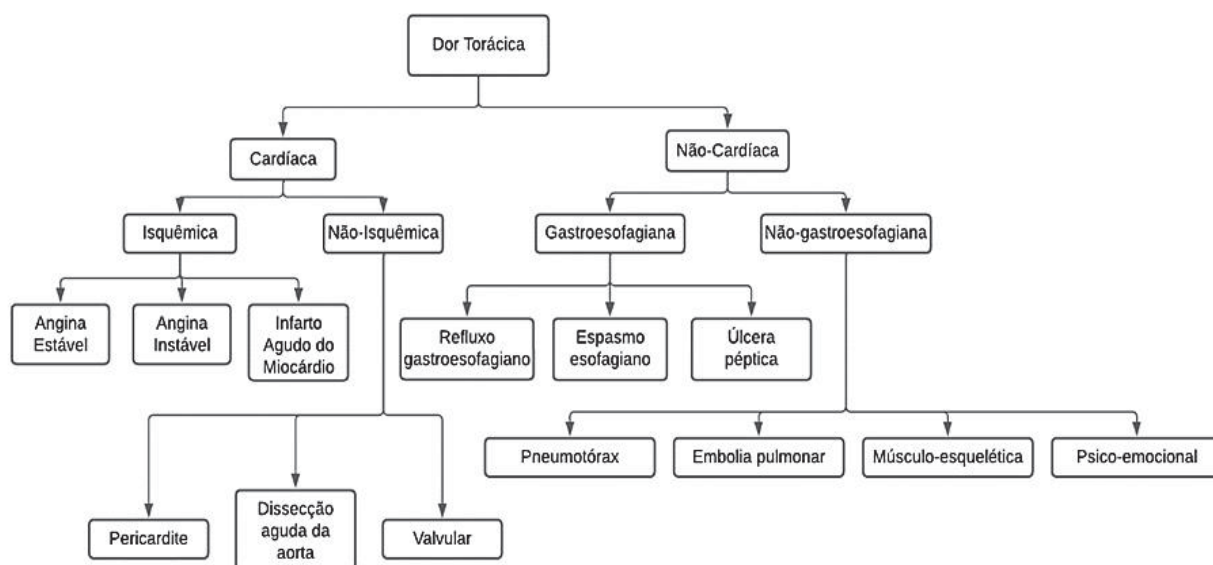 Dor Torácica
Cardíaca
Não-Cardíaca
Isquêmica
Não-Isquêmica
Gastroesofagiana
Não-gastroesofagiana
Angina
Estável
Angina
Instável
Infarto
Agudo do
Miocárdio
Refluxo
gastroesofagiano
Espasmo
esofagiano
Úlcera
péptica
Pneumotórax
Embolia pulmonar
Músculo-esquelética
Psico-emocional
Pericardite
Dissecção
aguda da
aorta
Valvular